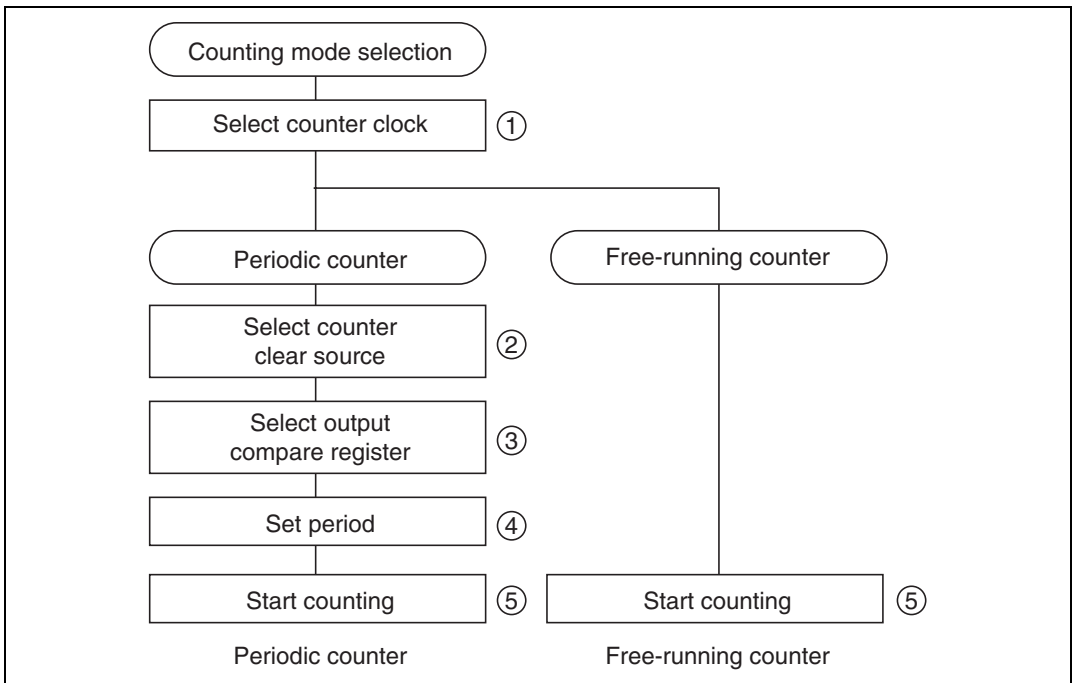 Counting mode selection
Select counter clock ①
Periodic counter
Free-running counter
Select counter
clear source ②
Select output
compare register ③
Set period ④
Start counting ⑤
Start counting ⑤
Periodic counter
Free-running counter